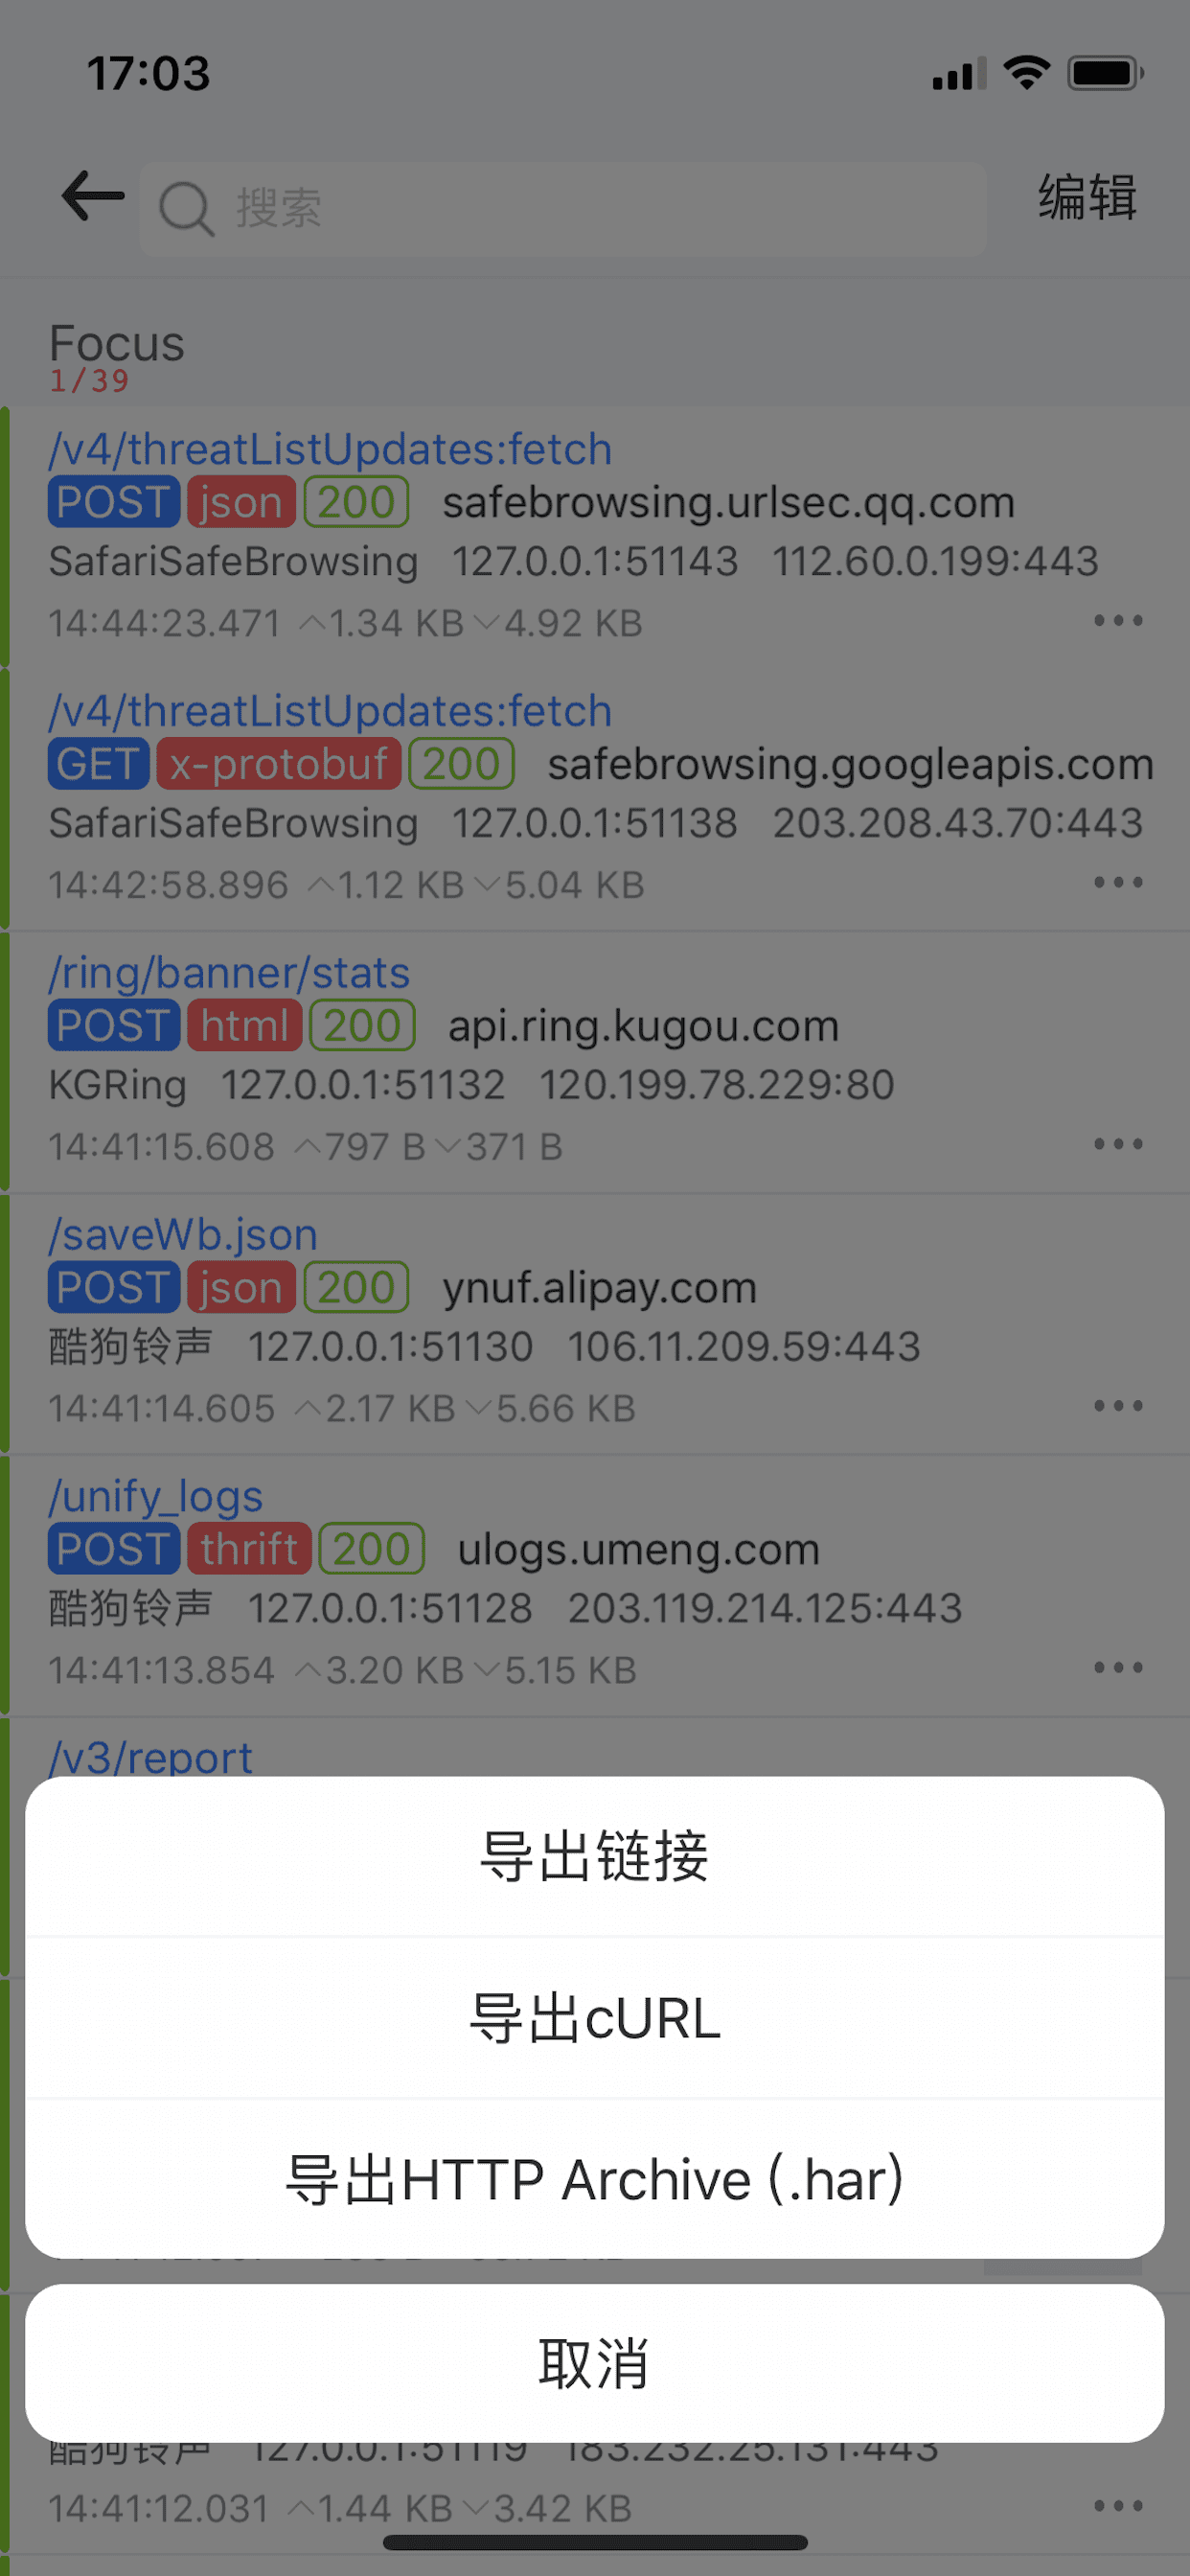 17:03
搜索
编辑
Focus
1/39
/v4/threatListUpdates:fetch
POST json 200 safebrowsing.urlsec.qq.com
SafariSafeBrowsing 127.0.0.1:51143 112.60.0.199:443
14:44:23.471 1.34 KB 4.92 KB
/v4/threatListUpdates:fetch
GET x-protobuf 200 safebrowsing.googleapis.com
SafariSafeBrowsing 127.0.0.1:51138 203.208.43.70:443
14:42:58.896 1.12 KB 5.04 KB
/ring/banner/stats
POST html 200 api.ring.kugou.com
KGRing 127.0.0.1:51132 120.199.78.229:80
14:41:15.608 797 B 371 B
/saveWb.json
POST json 200 ynuf.alipay.com
酷狗铃声 127.0.0.1:51130 106.11.209.59:443
14:41:14.605 2.17 KB 5.66 KB
/unify_logs
POST thrift 200 ulogs.umeng.com
酷狗铃声 127.0.0.1:51128 203.119.214.125:443
14:41:13.854 3.20 KB 5.15 KB
/v3/report
导出链接
导出cURL
导出HTTP Archive (.har)
取消
酷狗铃声 127.0.0.1:51119 183.232.25.131:443
14:41:12.031 1.44 KB 3.42 KB